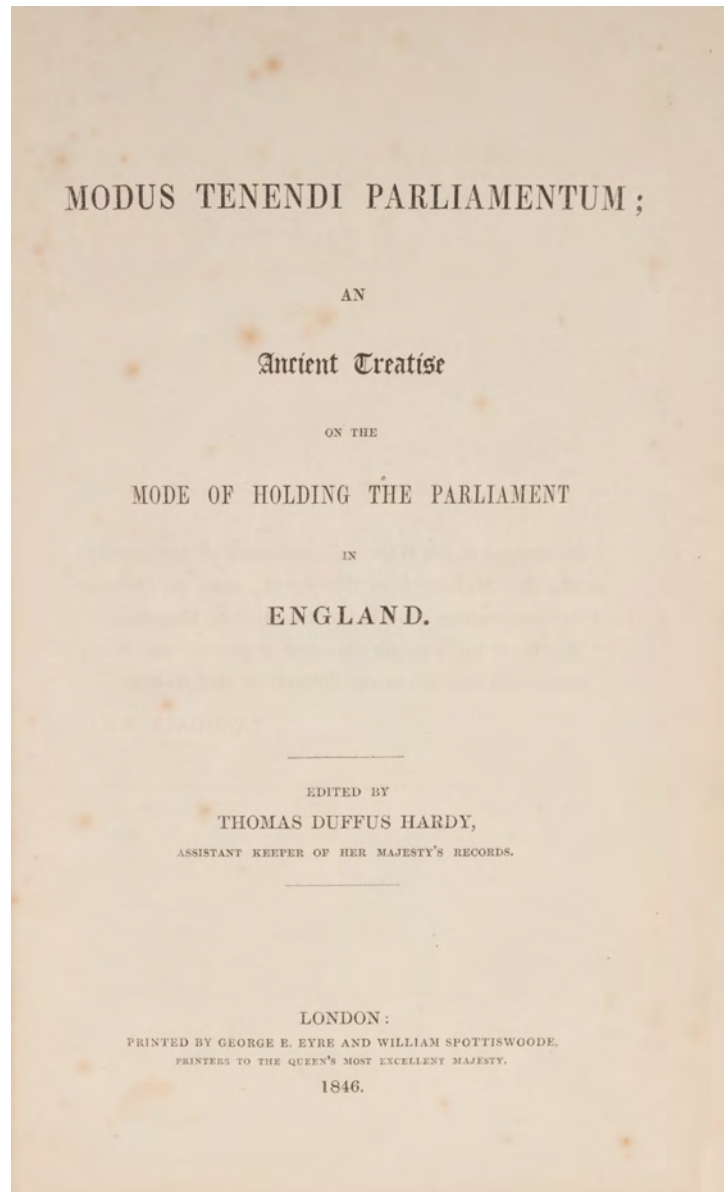 MODUS TENENDI PARLIAMENTUM;
AN
Ancient Treatise
ON THE
MODE OF HOLDING THE PARLIAMENT
IN
ENGLAND.
EDITED BY
THOMAS DUFFUS HARDY,
ASSISTANT KEEPER OF HER MAJESTY'S RECORDS.
LONDON:
PRINTED BY GEORGE E. EYRE AND WILLIAM SPOTTISWOODE,
PRINTERS TO THE QUEEN'S MOST EXCELLENT MAJESTY.
1846.